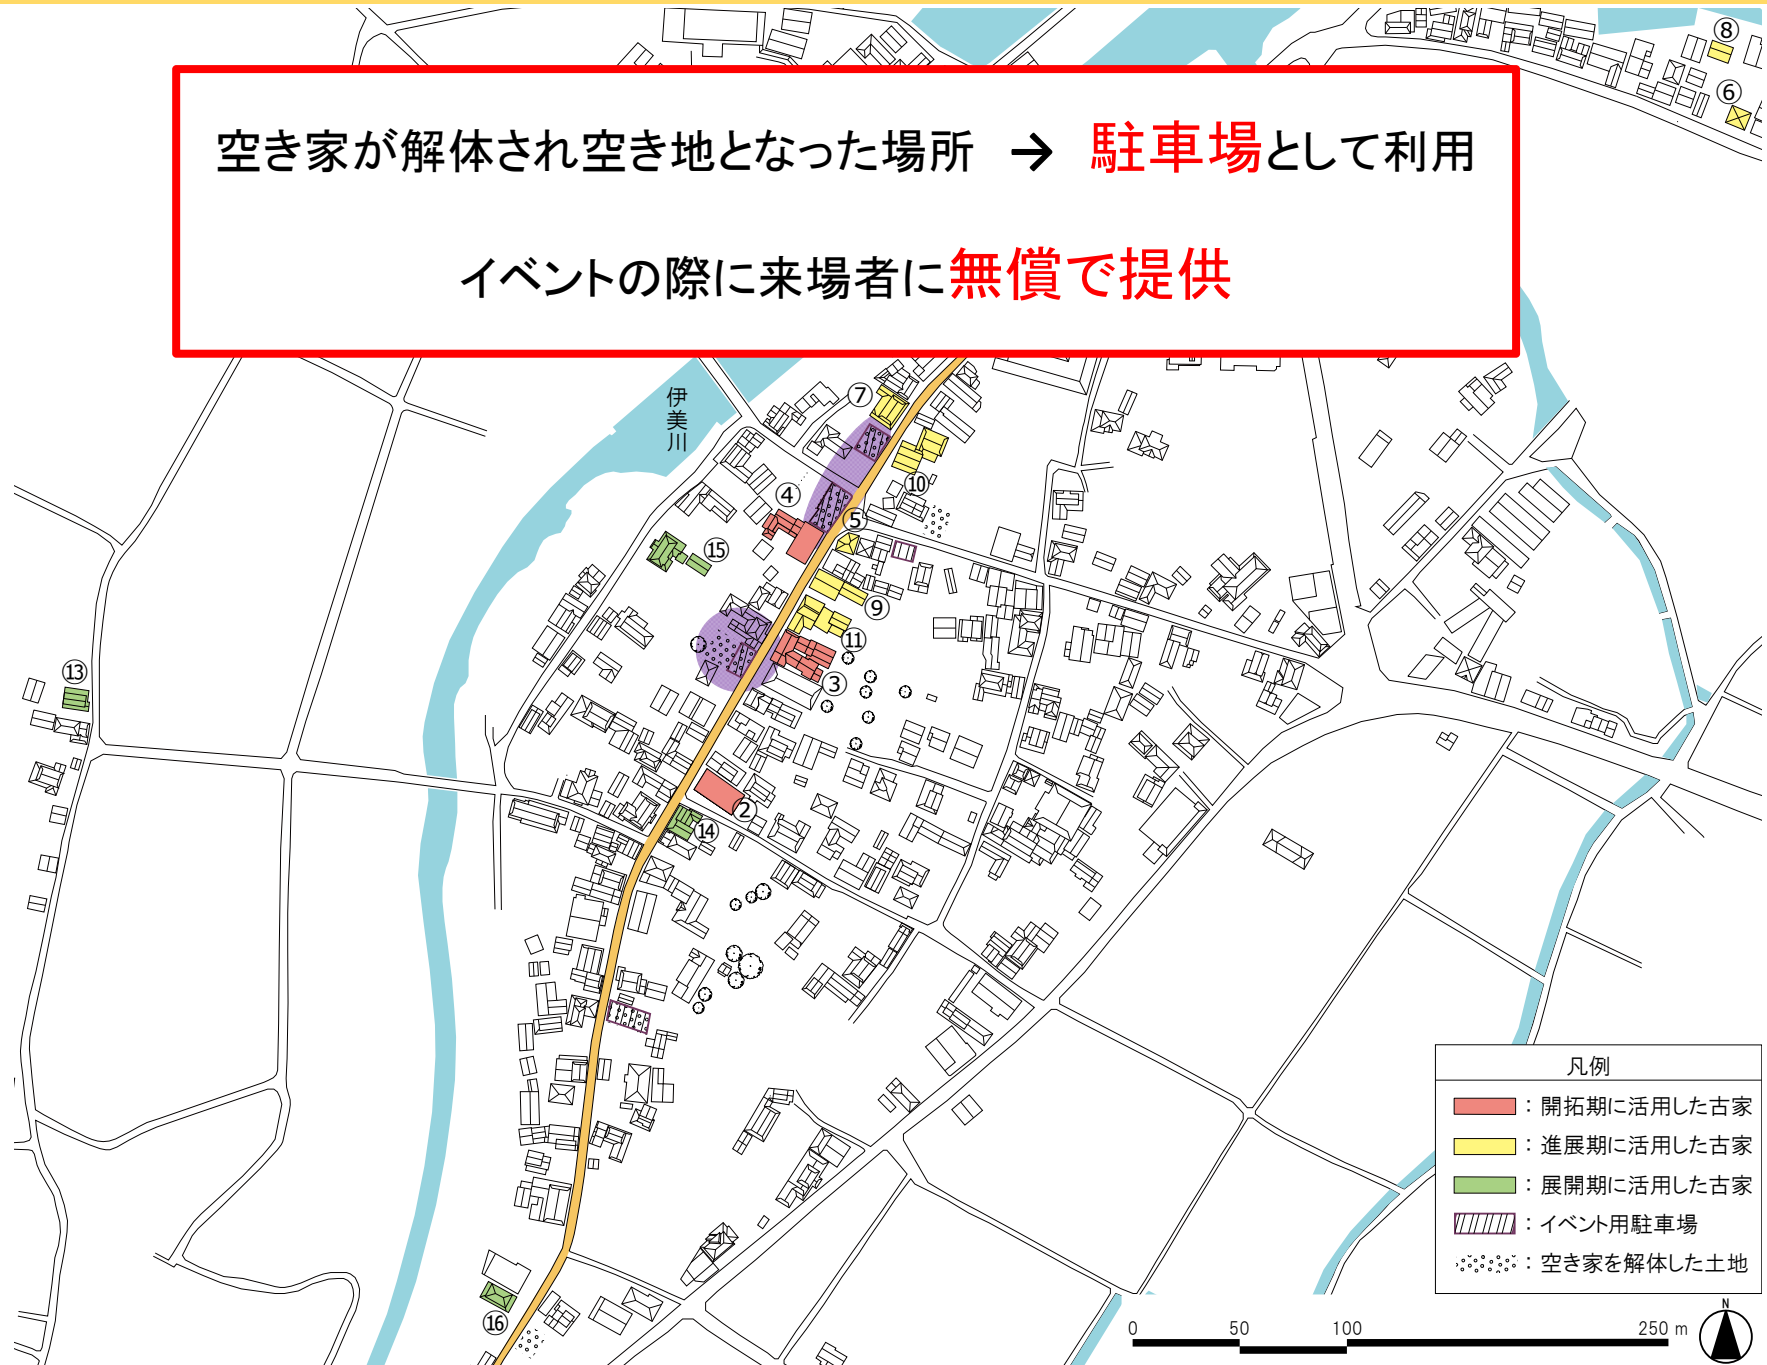 空き家が解体され空き地となった場所 → 駐車場として利用
イベントの際に来場者に無償で提供
⑧
⑥
伊美川
⑦
④
⑩
⑤
⑮
⑨
⑪
⑬
③
②
⑭
⑯
凡例
：開拓期に活用した古家
：進展期に活用した古家
：展開期に活用した古家
：イベント用駐車場
：空き家を解体した土地
0 50 100 250 m
N